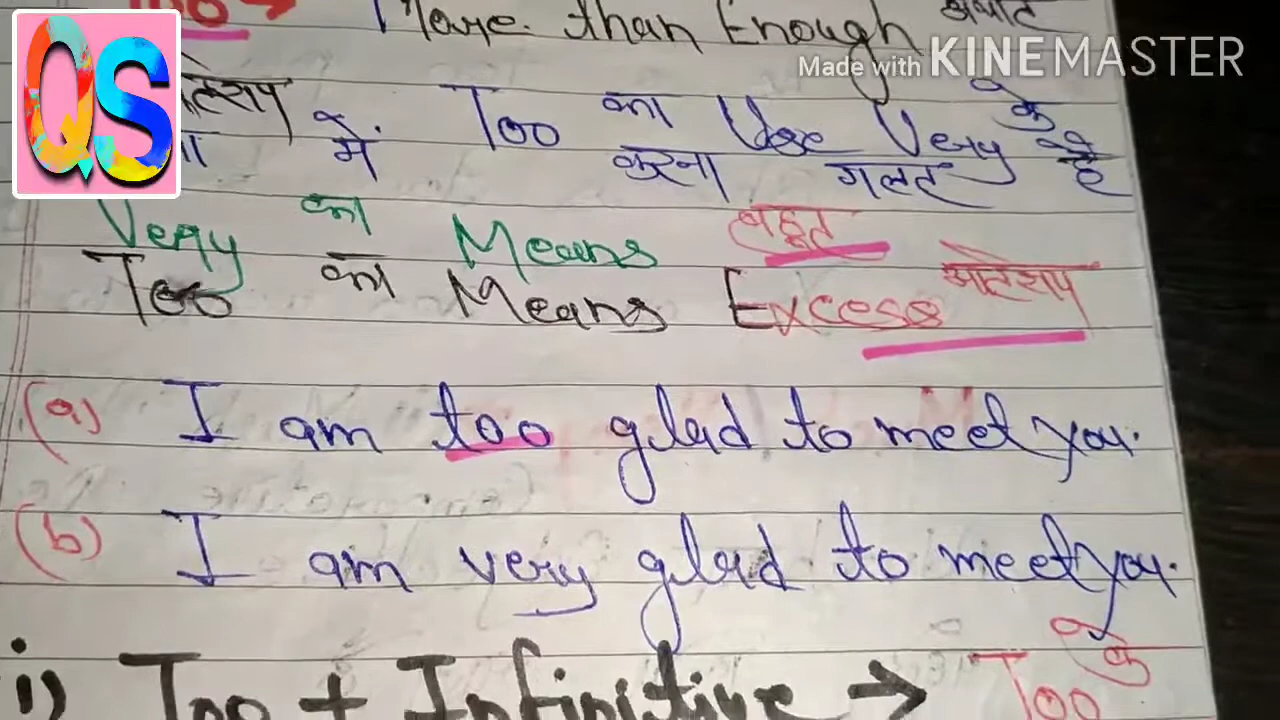 Too → More than Enough अर्थात
QS
Made with KINEMASTER
में Too का Use Very के
करना गलत है
Very का Means बहुत
Too का Means Excess अतिशय
(a) I am too glad to meet you.
(b) I am very glad to meet you.
i) Too + Infinitive → Too के